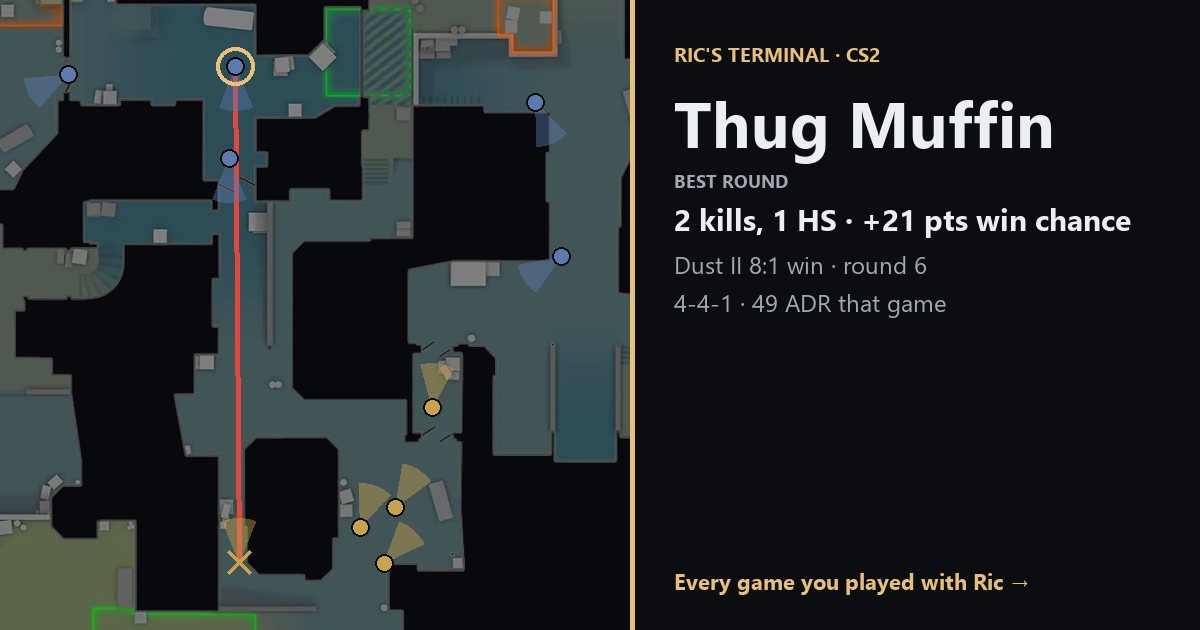 RIC'S TERMINAL · CS2
Thug Muffin
BEST ROUND
2 kills, 1 HS · +21 pts win chance
Dust II 8:1 win · round 6
4-4-1 · 49 ADR that game
Every game you played with Ric →